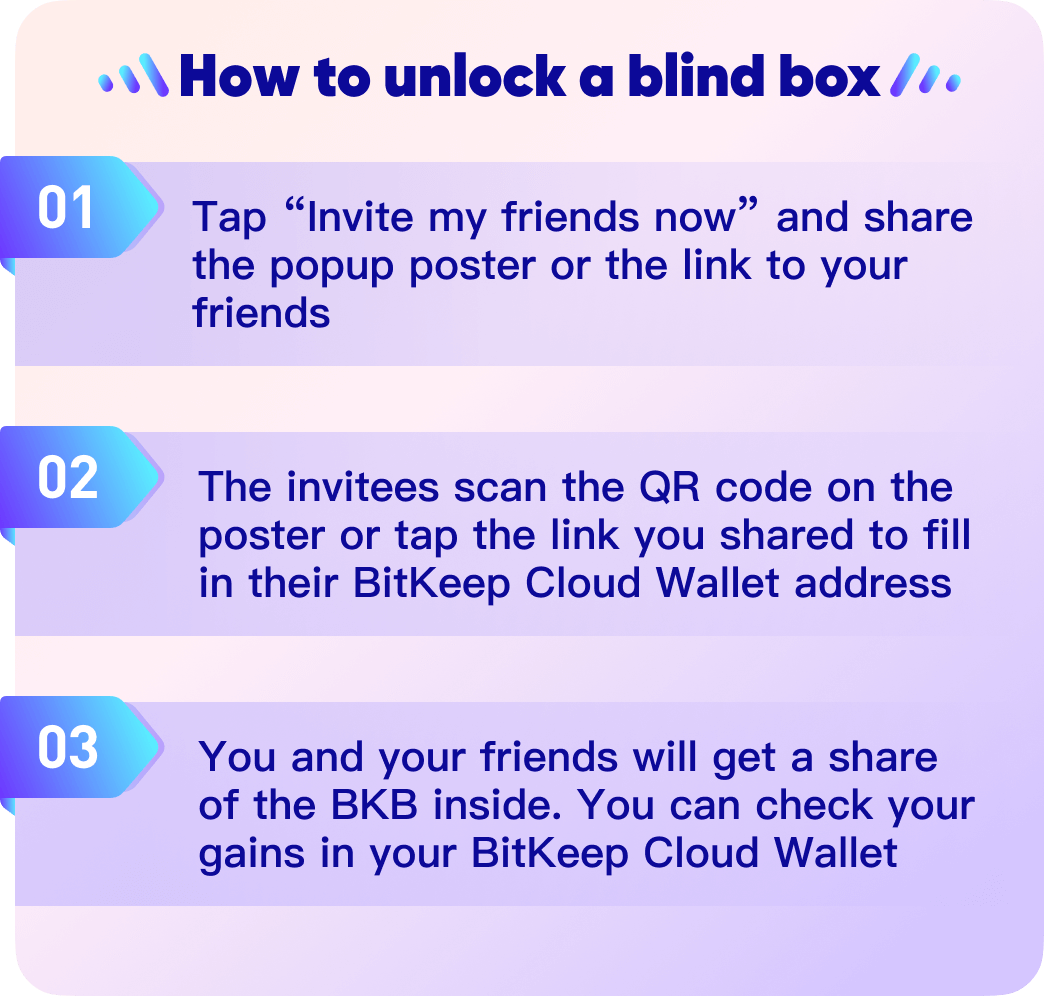 How to unlock a blind box
01
Tap “Invite my friends now” and share
the popup poster or the link to your
friends
02
The invitees scan the QR code on the
poster or tap the link you shared to fill
in their BitKeep Cloud Wallet address
03
You and your friends will get a share
of the BKB inside. You can check your
gains in your BitKeep Cloud Wallet